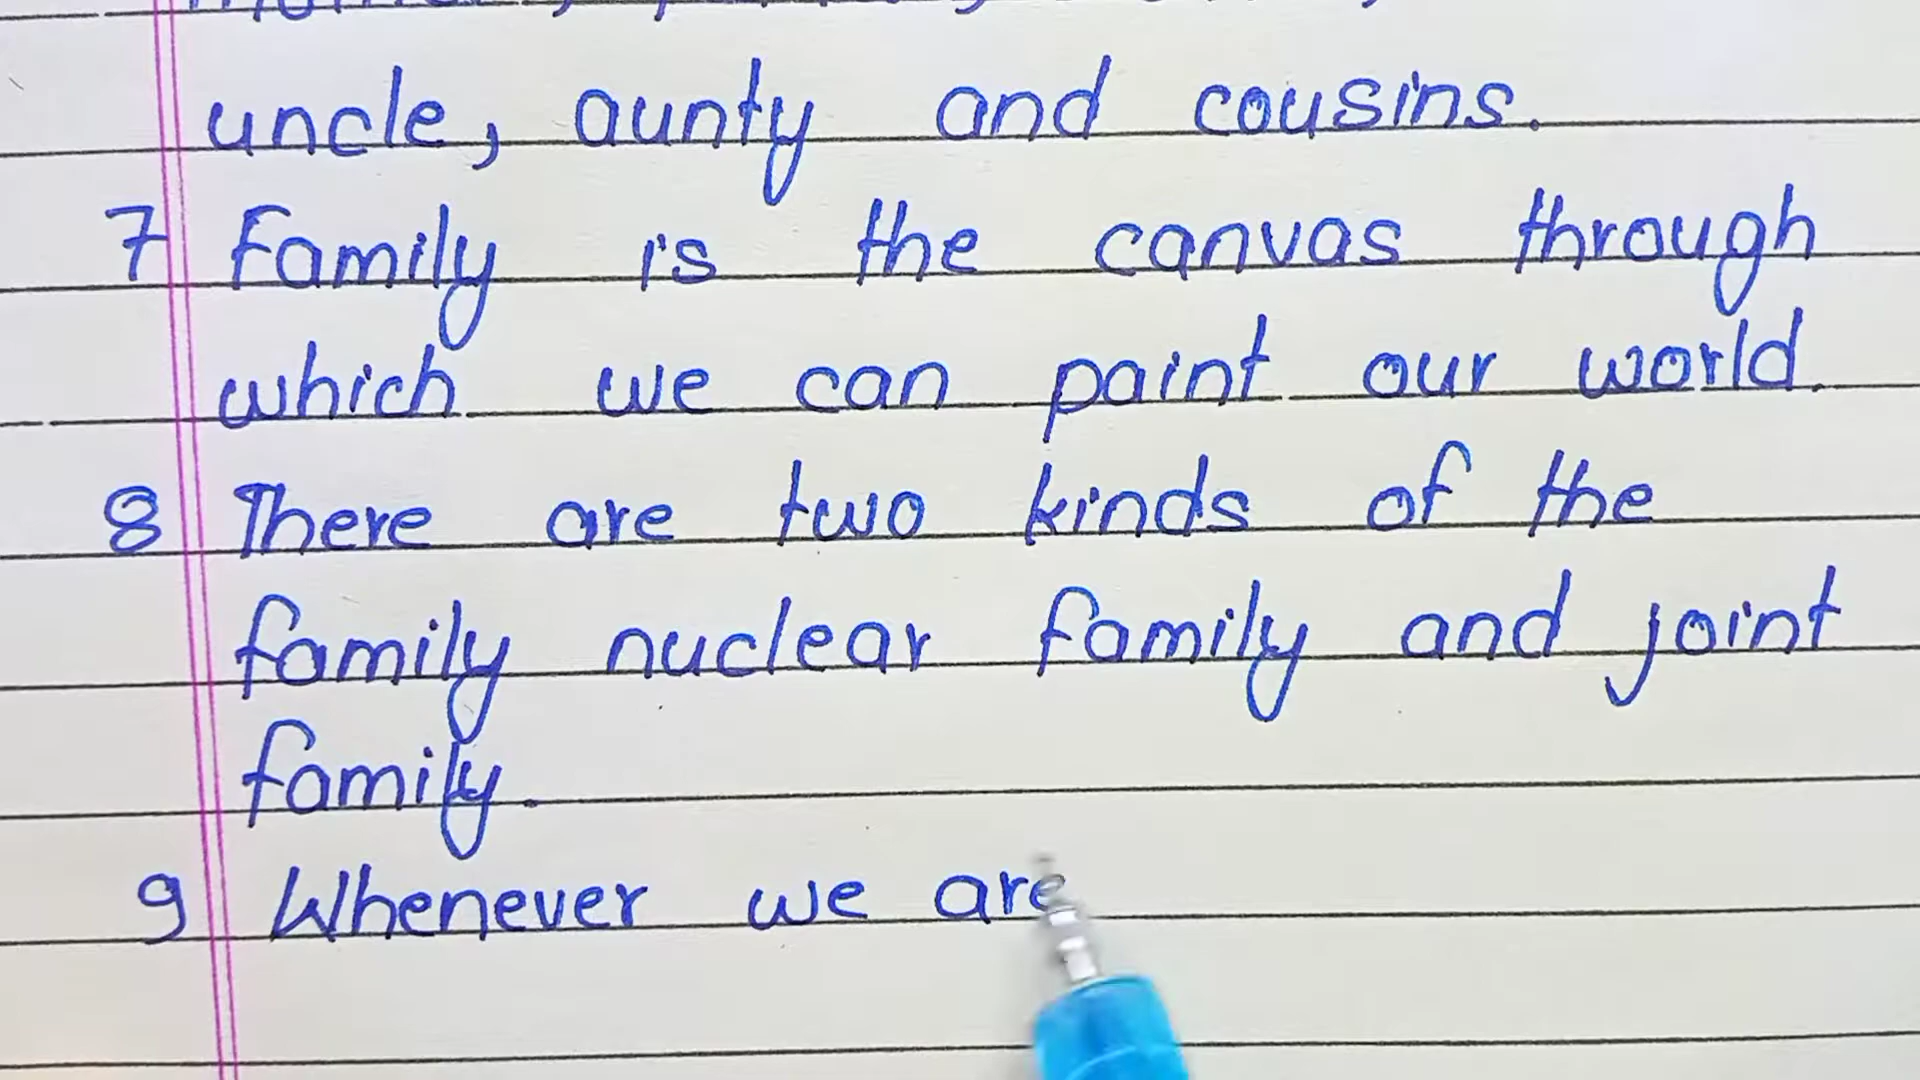 uncle, aunty and cousins.
7 Family is the canvas through
which we can paint our world.
8 There are two kinds of the
family nuclear family and joint
family.
9 Whenever we are